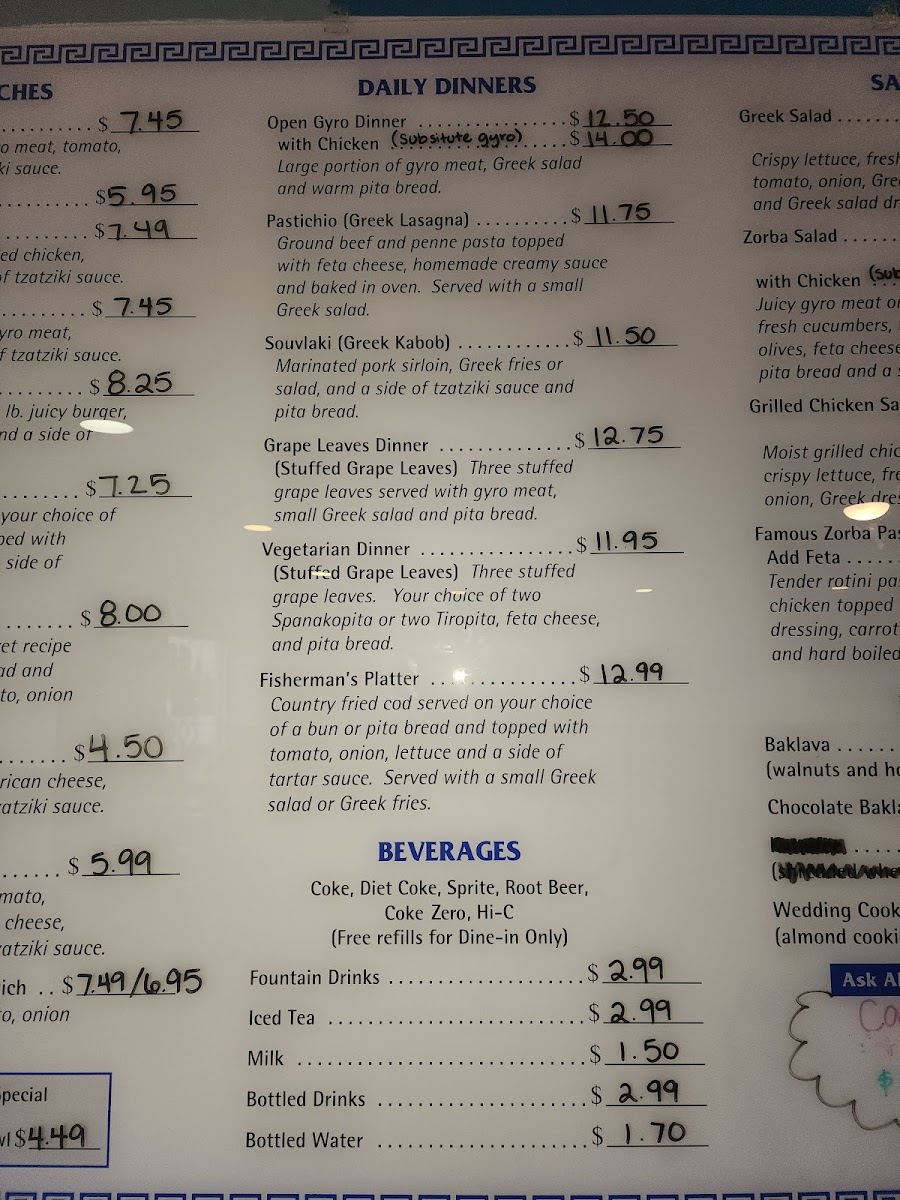 CHES
.......... $ 7.45
o meat, tomato,
ki sauce.
.......... $5.95
.......... $7.49
ed chicken,
of tzatziki sauce.
.......... $ 7.45
yro meat,
f tzatziki sauce.
.......... $8.25
lb. juicy burger,
nd a side of
........ $7.25
your choice of
ped with
side of
....... $ 8.00
ret recipe
ad and
to, onion
....... $4.50
rican cheese,
zatziki sauce.
...... $ 5.99
mato,
cheese,
zatziki sauce.
ich .. $7.49/6.95
o, onion
pecial
wl $4.49
DAILY DINNERS
Open Gyro Dinner ................ $12.50
with Chicken (Subsitute gyro) ..... $14.00
Large portion of gyro meat, Greek salad
and warm pita bread.
Pastichio (Greek Lasagna) .......... $ 11.75
Ground beef and penne pasta topped
with feta cheese, homemade creamy sauce
and baked in oven. Served with a small
Greek salad.
Souvlaki (Greek Kabob) ............ $ 11.50
Marinated pork sirloin, Greek fries or
salad, and a side of tzatziki sauce and
pita bread.
Grape Leaves Dinner .............. $ 12.75
(Stuffed Grape Leaves) Three stuffed
grape leaves served with gyro meat,
small Greek salad and pita bread.
Vegetarian Dinner ................ $ 11.95
(Stuffed Grape Leaves) Three stuffed
grape leaves. Your choice of two
Spanakopita or two Tiropita, feta cheese,
and pita bread.
Fisherman's Platter ............... $ 12.99
Country fried cod served on your choice
of a bun or pita bread and topped with
tomato, onion, lettuce and a side of
tartar sauce. Served with a small Greek
salad or Greek fries.
BEVERAGES
Coke, Diet Coke, Sprite, Root Beer,
Coke Zero, Hi-C
(Free refills for Dine-in Only)
Fountain Drinks .................... $ 2.99
Iced Tea .......................... $ 2.99
Milk ............................. $ 1.50
Bottled Drinks ..................... $ 2.99
Bottled Water ..................... $ 1.70
SA
Greek Salad ....
Crispy lettuce, fresh
tomato, onion, Gre
and Greek salad dr
Zorba Salad .....
with Chicken (Sub
Juicy gyro meat o
fresh cucumbers,
olives, feta cheese
pita bread and a s
Grilled Chicken Sa
Moist grilled chic
crispy lettuce, fre
onion, Greek dres
Famous Zorba Pas
Add Feta .....
Tender rotini pa
chicken topped
dressing, carrot
and hard boiled
Baklava ......
(walnuts and ho
Chocolate Bakla
Wedding Cook
(almond cooki
Ask A
Ca
$